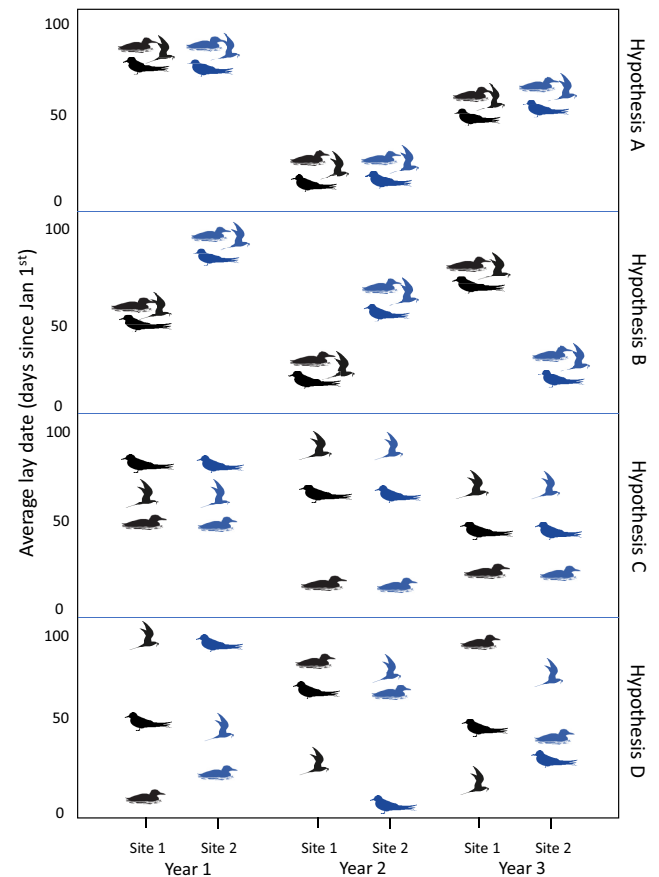 100
50
0
Hypothesis A
100
50
0
Hypothesis B
100
50
0
Hypothesis C
100
50
0
Hypothesis D
Average lay date (days since Jan 1st)
Site 1 Site 2 Site 1 Site 2 Site 1 Site 2
Year 1 Year 2 Year 3